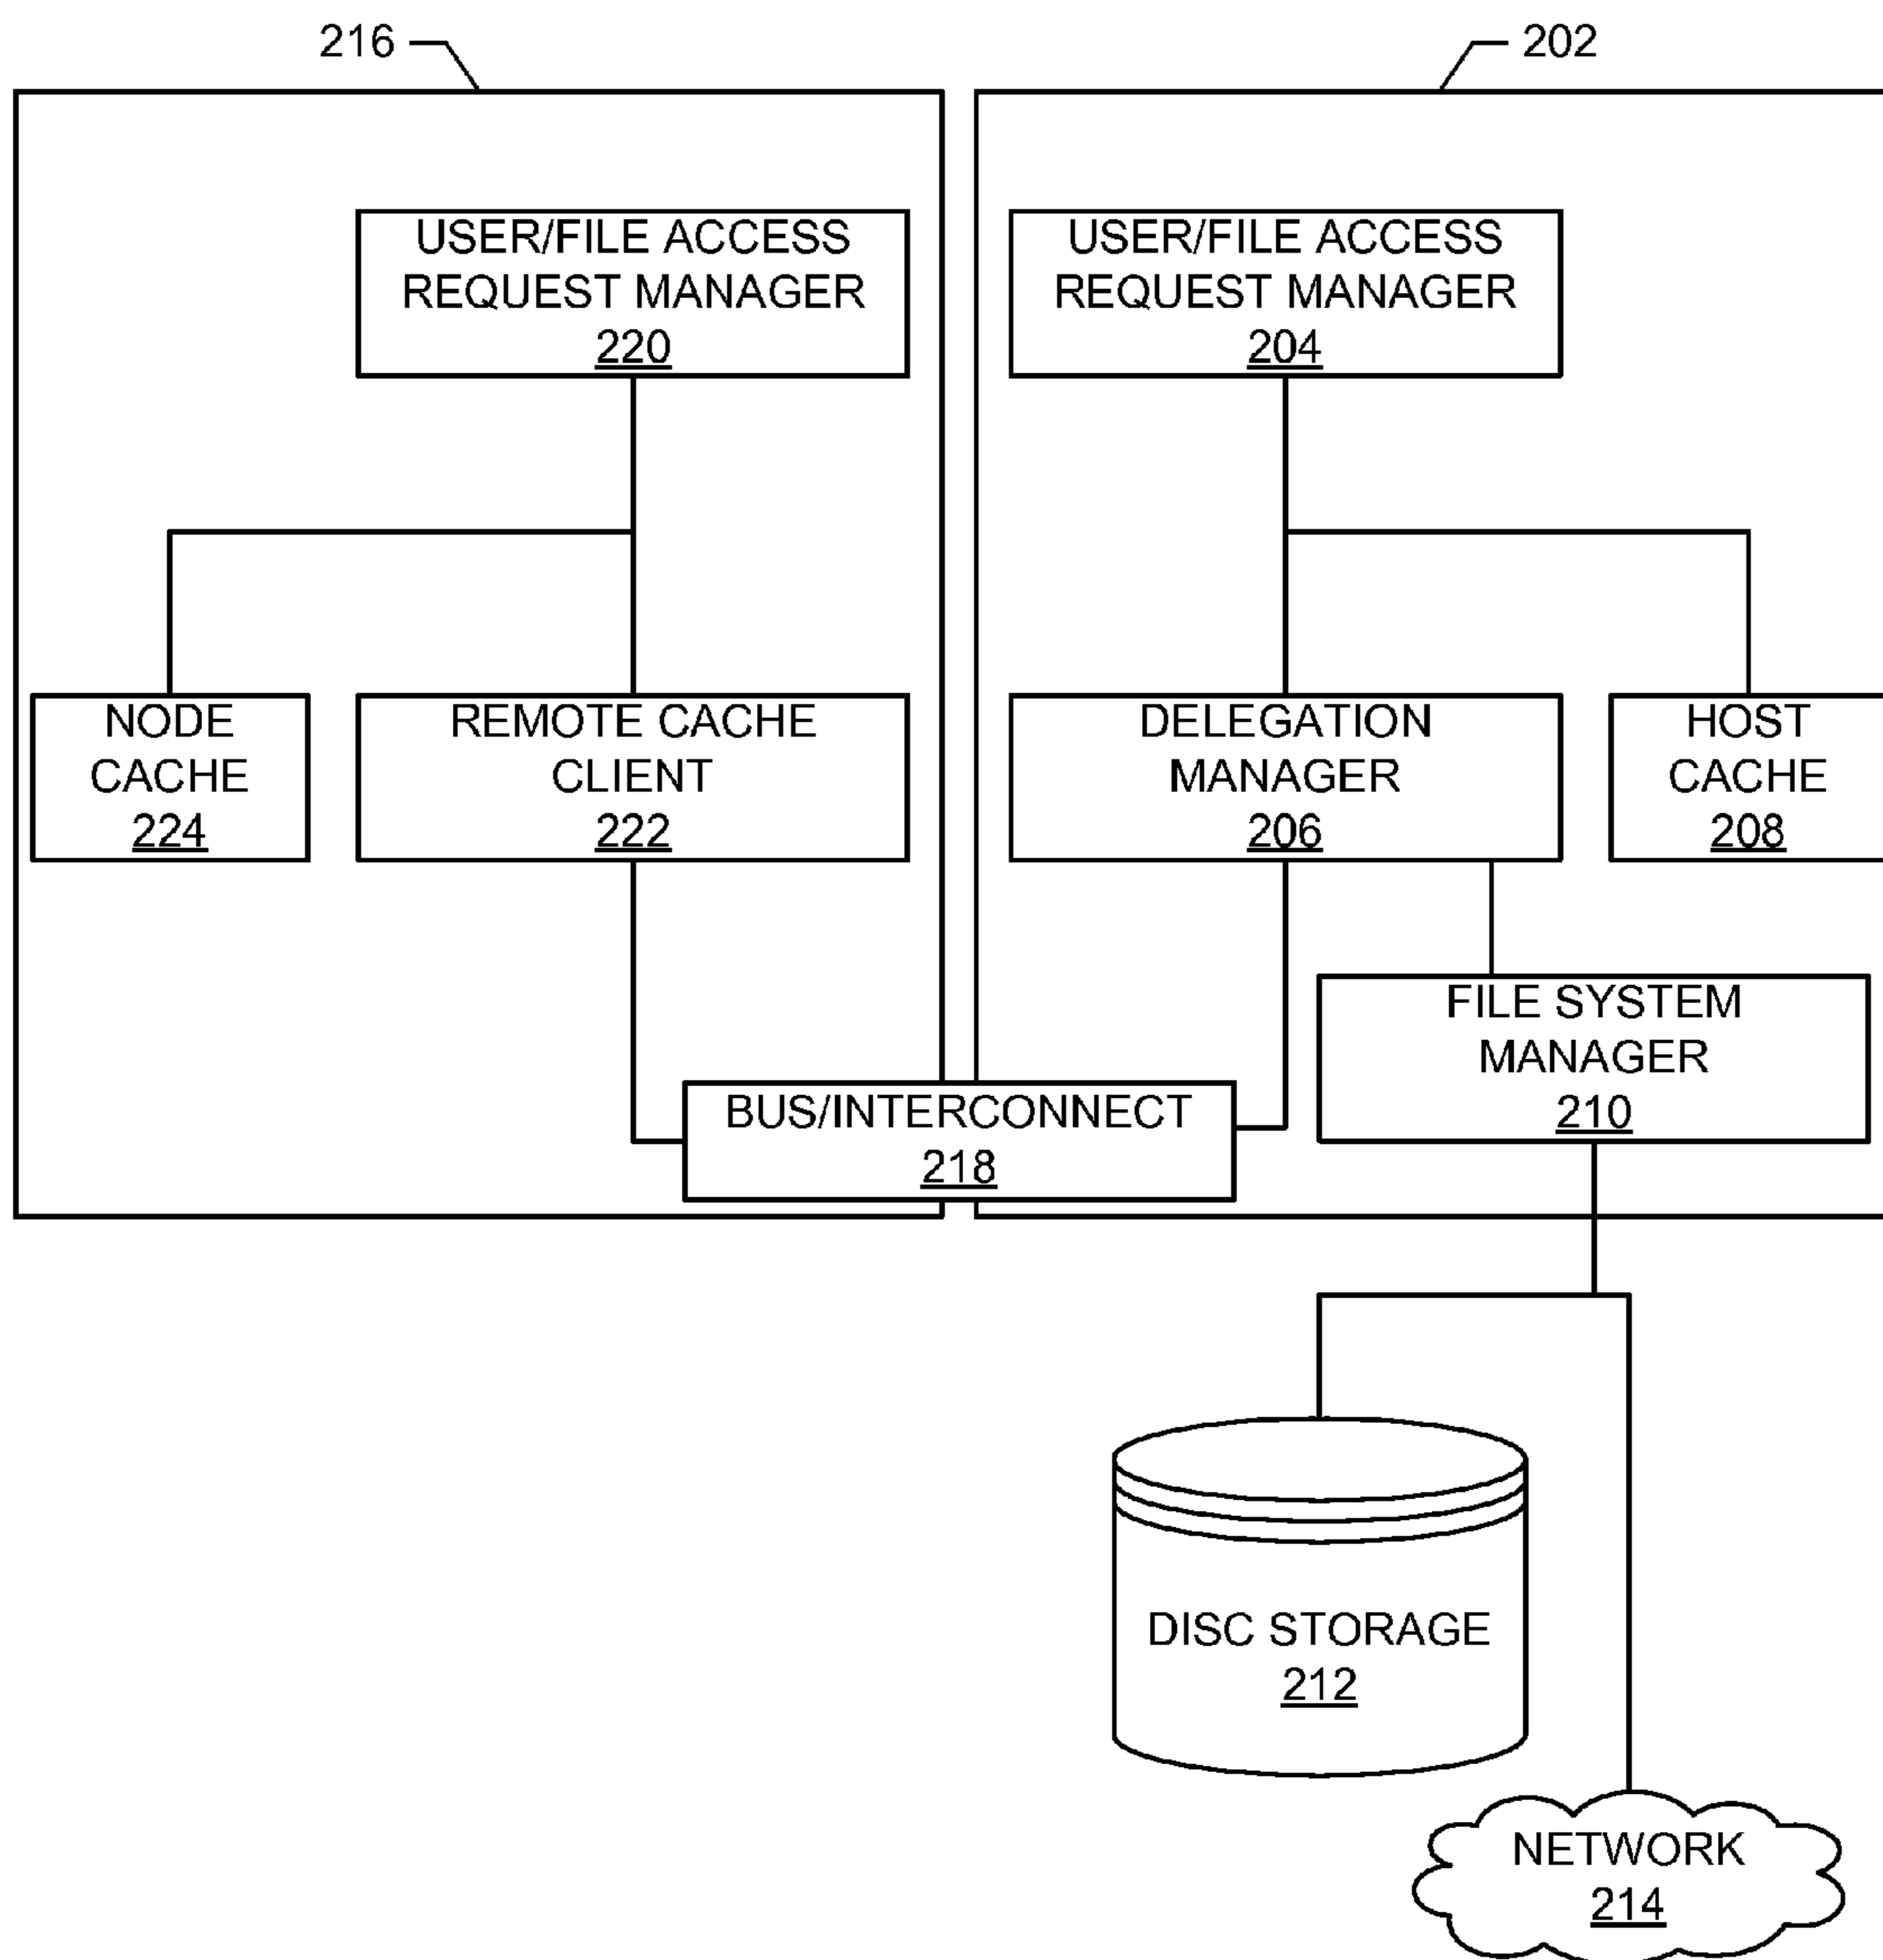 216
202
USER/FILE ACCESS
REQUEST MANAGER
220
USER/FILE ACCESS
REQUEST MANAGER
204
NODE
CACHE
224
REMOTE CACHE
CLIENT
222
DELEGATION
MANAGER
206
HOST
CACHE
208
FILE SYSTEM
MANAGER
210
BUS/INTERCONNECT
218
DISC STORAGE
212
NETWORK
214